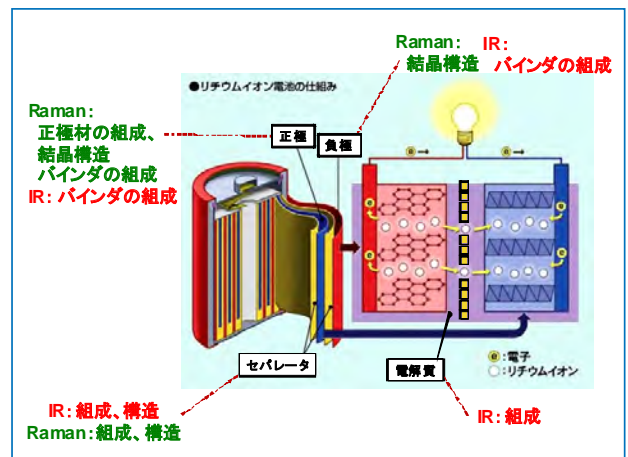 Raman： IR：
結晶構造 バインダの組成
●リチウムイオン電池の仕組み
Raman：
正極材の組成、
結晶構造
バインダの組成
IR：バインダの組成
正極
負極
e →
e →
e
e
e
e
セパレータ
電解質
e：電子
：リチウムイオン
IR：組成、構造
Raman：組成、構造
IR：組成